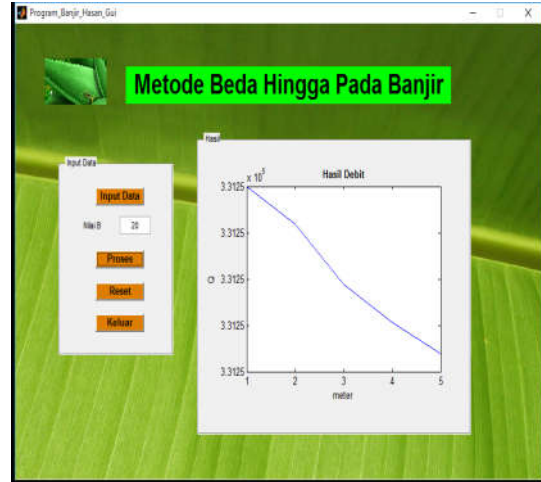 Program_Banjir_Hasan_Gui
Metode Beda Hingga Pada Banjir
Input Data
Input Data
Nilai B 20
Proses
Reset
Keluar
Hasil
Hasil Debit
x 10
3.3125
3.3125
3.3125
3.3125
3.3125
Q
1 2 3 4 5
meter